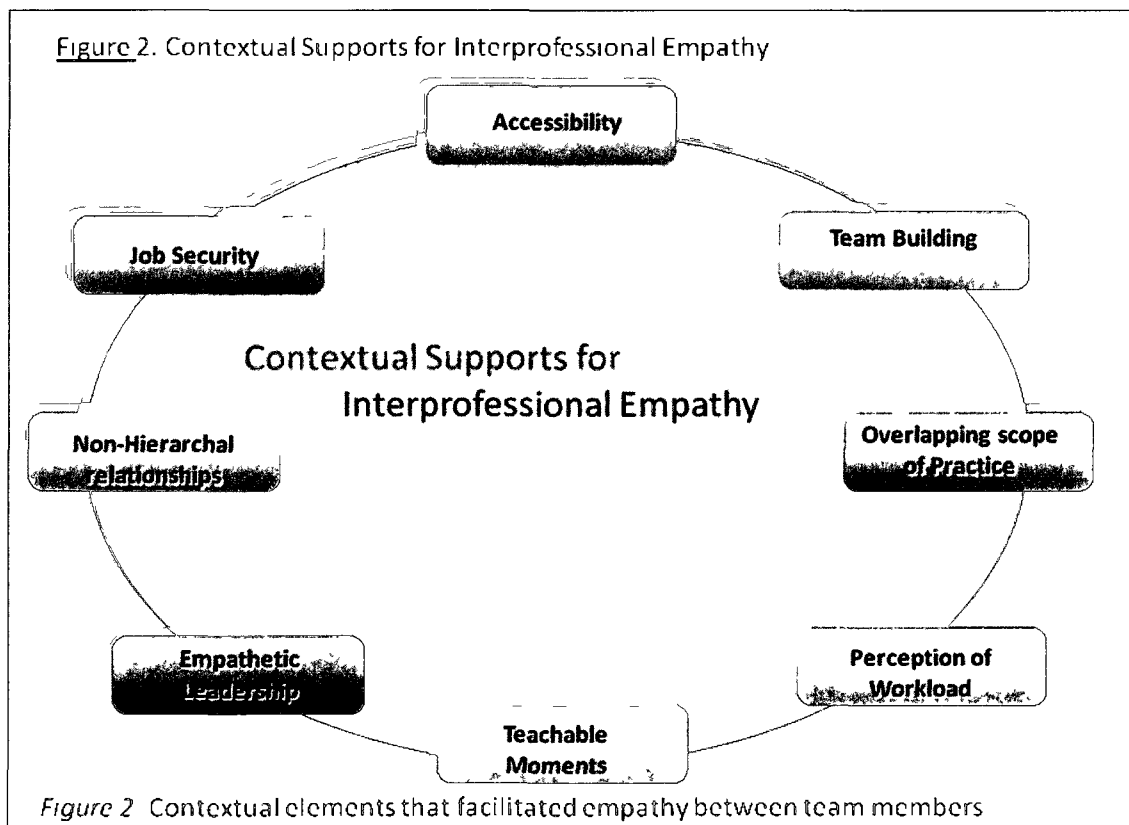 Figure 2. Contextual Supports for Interprofessional Empathy
Accessibility
Team Building
Overlapping scope
of Practice
Perception of
Workload
Teachable
Moments
Empathetic
Leadership
Non-Hierarchal
relationships
Job Security
Contextual Supports for
Interprofessional Empathy
Figure 2 Contextual elements that facilitated empathy between team members